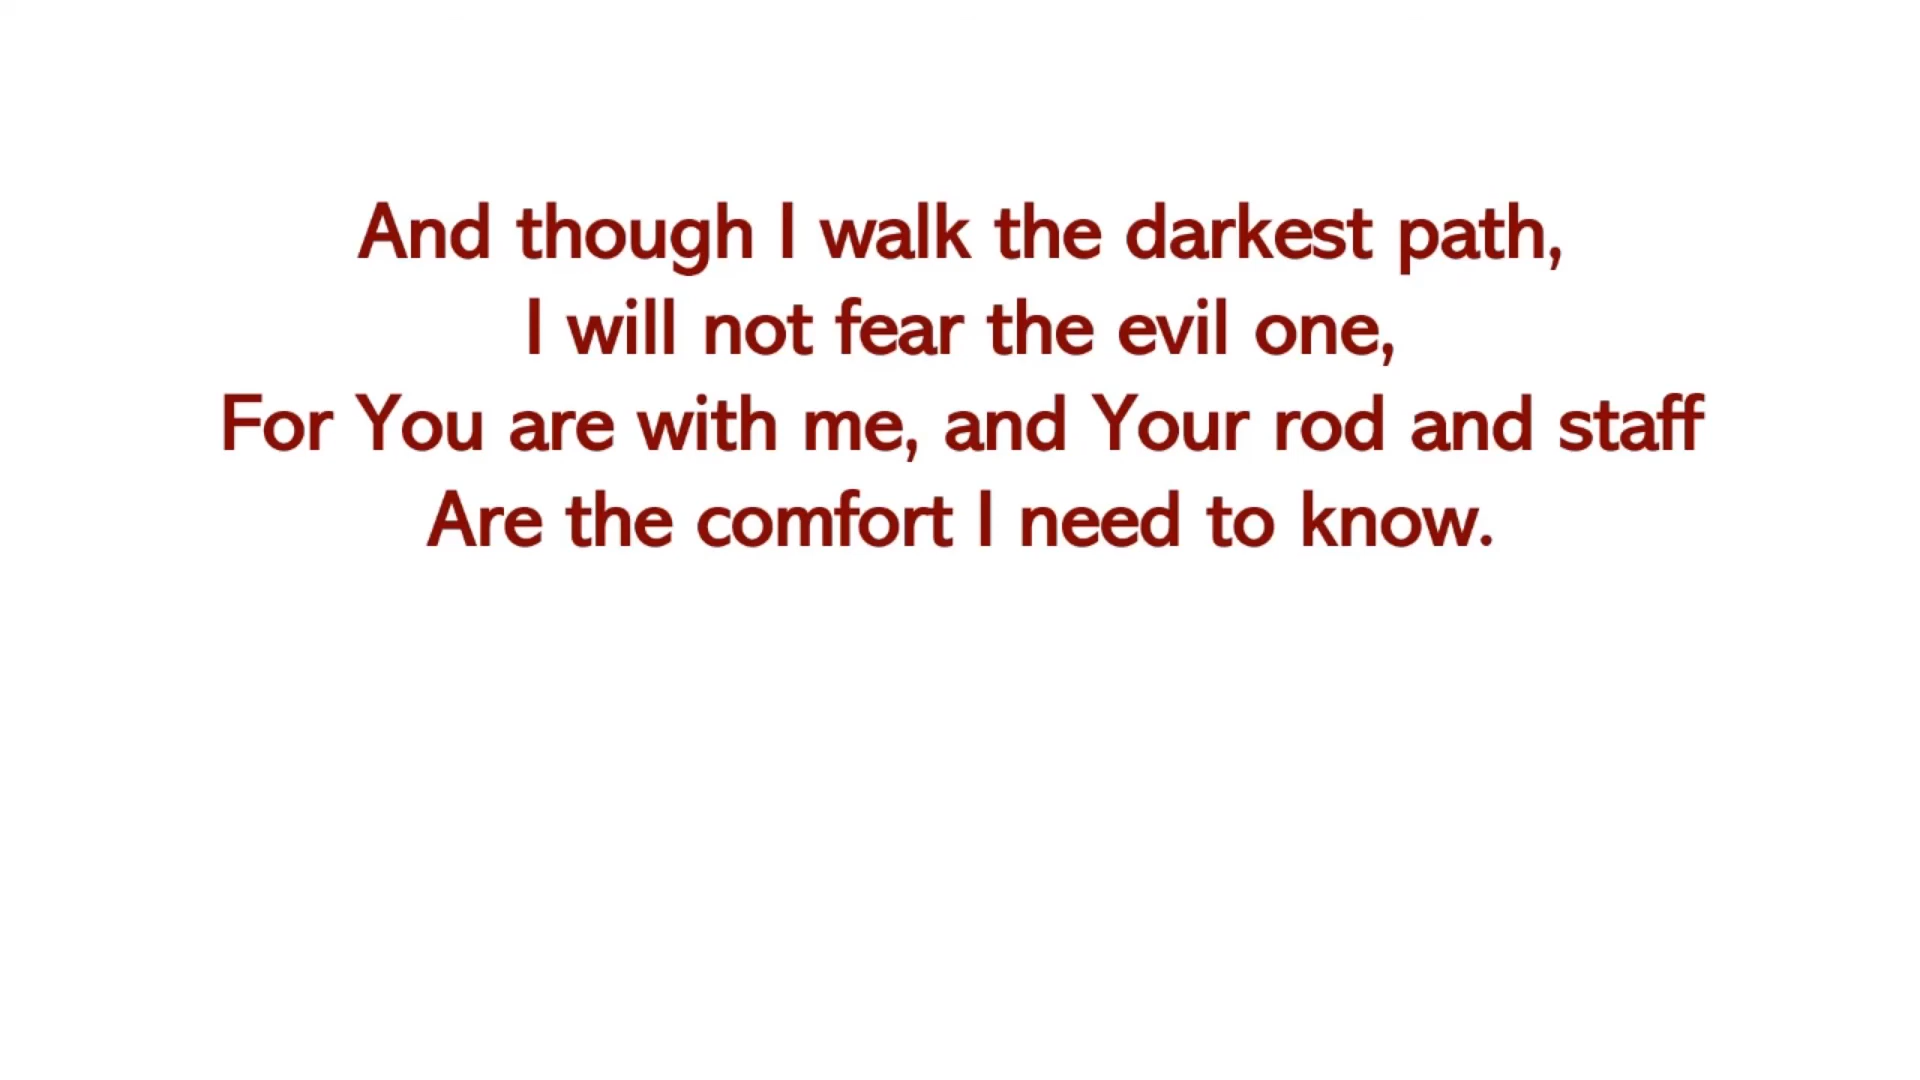 And though I walk the darkest path,
I will not fear the evil one,
For You are with me, and Your rod and staff
Are the comfort I need to know.